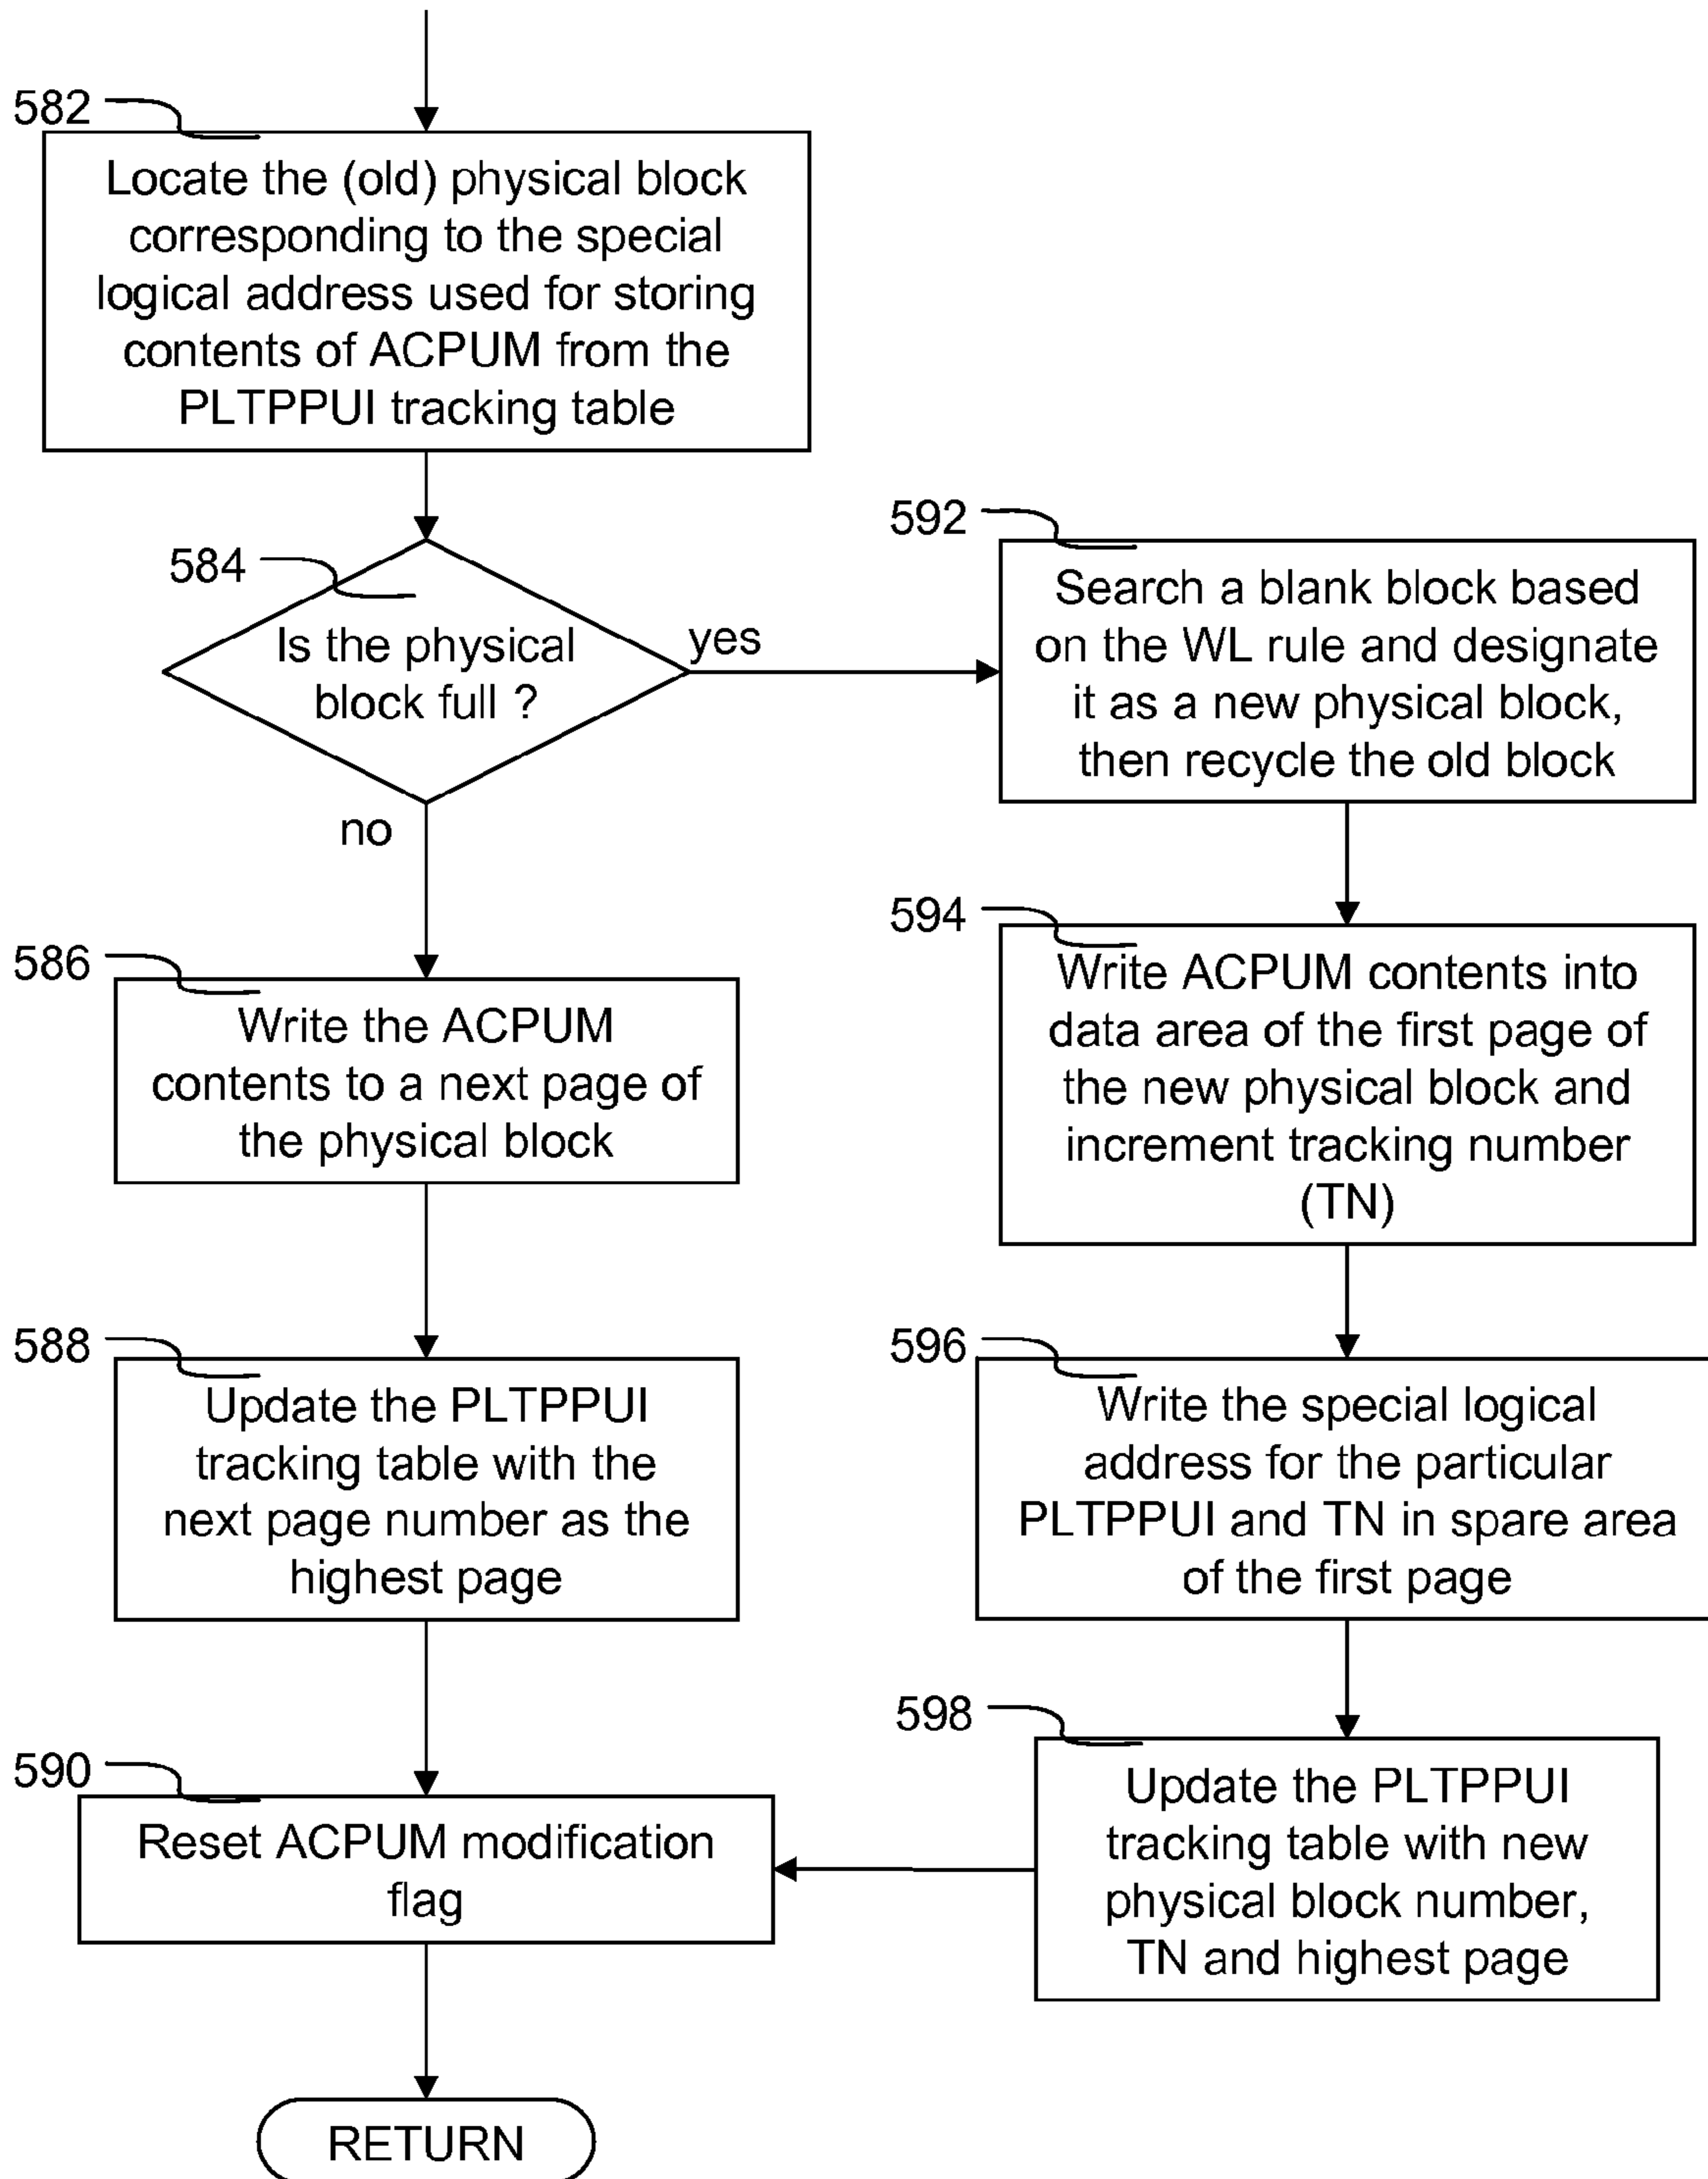 582
Locate the (old) physical block
corresponding to the special
logical address used for storing
contents of ACPUM from the
PLTPPUI tracking table
584
Is the physical
block full ?
yes
no
592
Search a blank block based
on the WL rule and designate
it as a new physical block,
then recycle the old block
586
Write the ACPUM
contents to a next page of
the physical block
594
Write ACPUM contents into
data area of the first page of
the new physical block and
increment tracking number
(TN)
588
Update the PLTPPUI
tracking table with the
next page number as the
highest page
596
Write the special logical
address for the particular
PLTPPUI and TN in spare area
of the first page
598
Update the PLTPPUI
tracking table with new
physical block number,
TN and highest page
590
Reset ACPUM modification
flag
RETURN